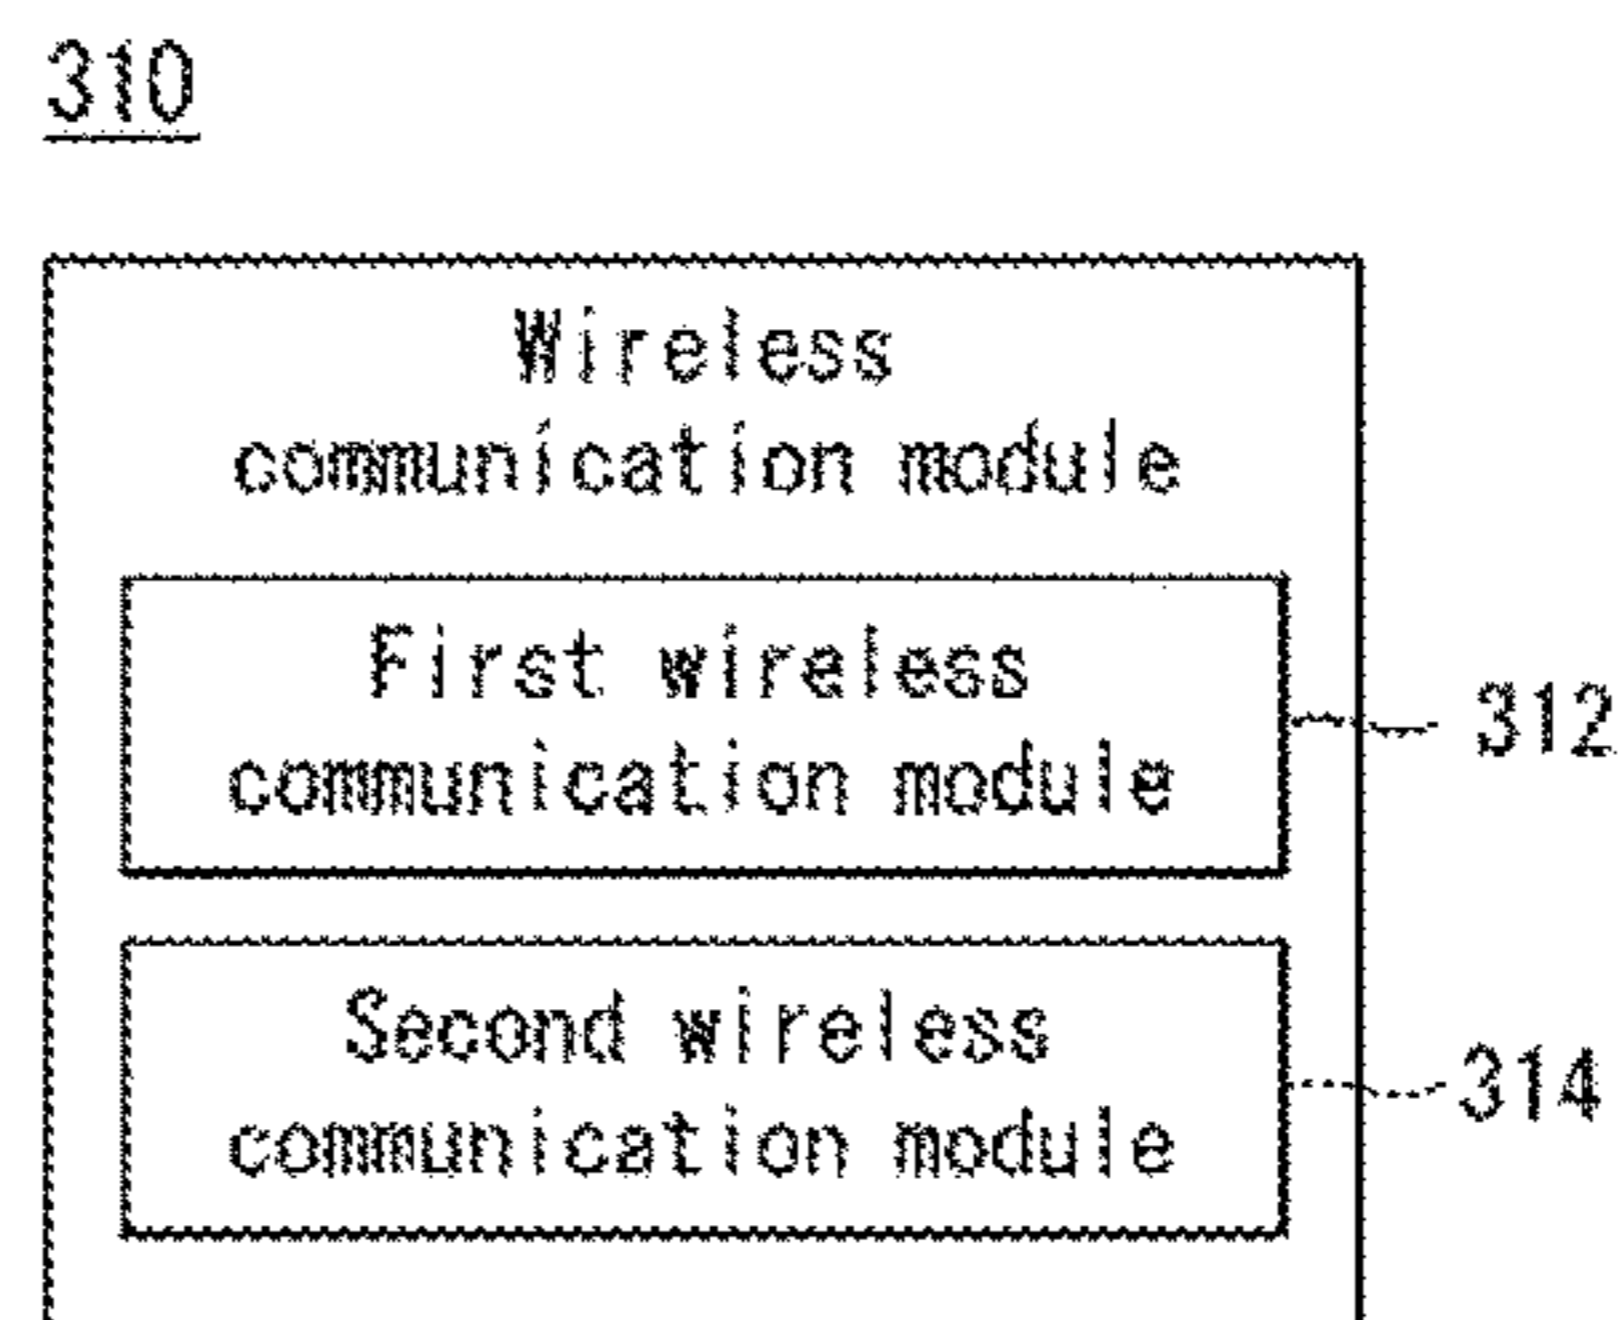 310
Wireless
communication module
First wireless
communication module
312
Second wireless
communication module
314